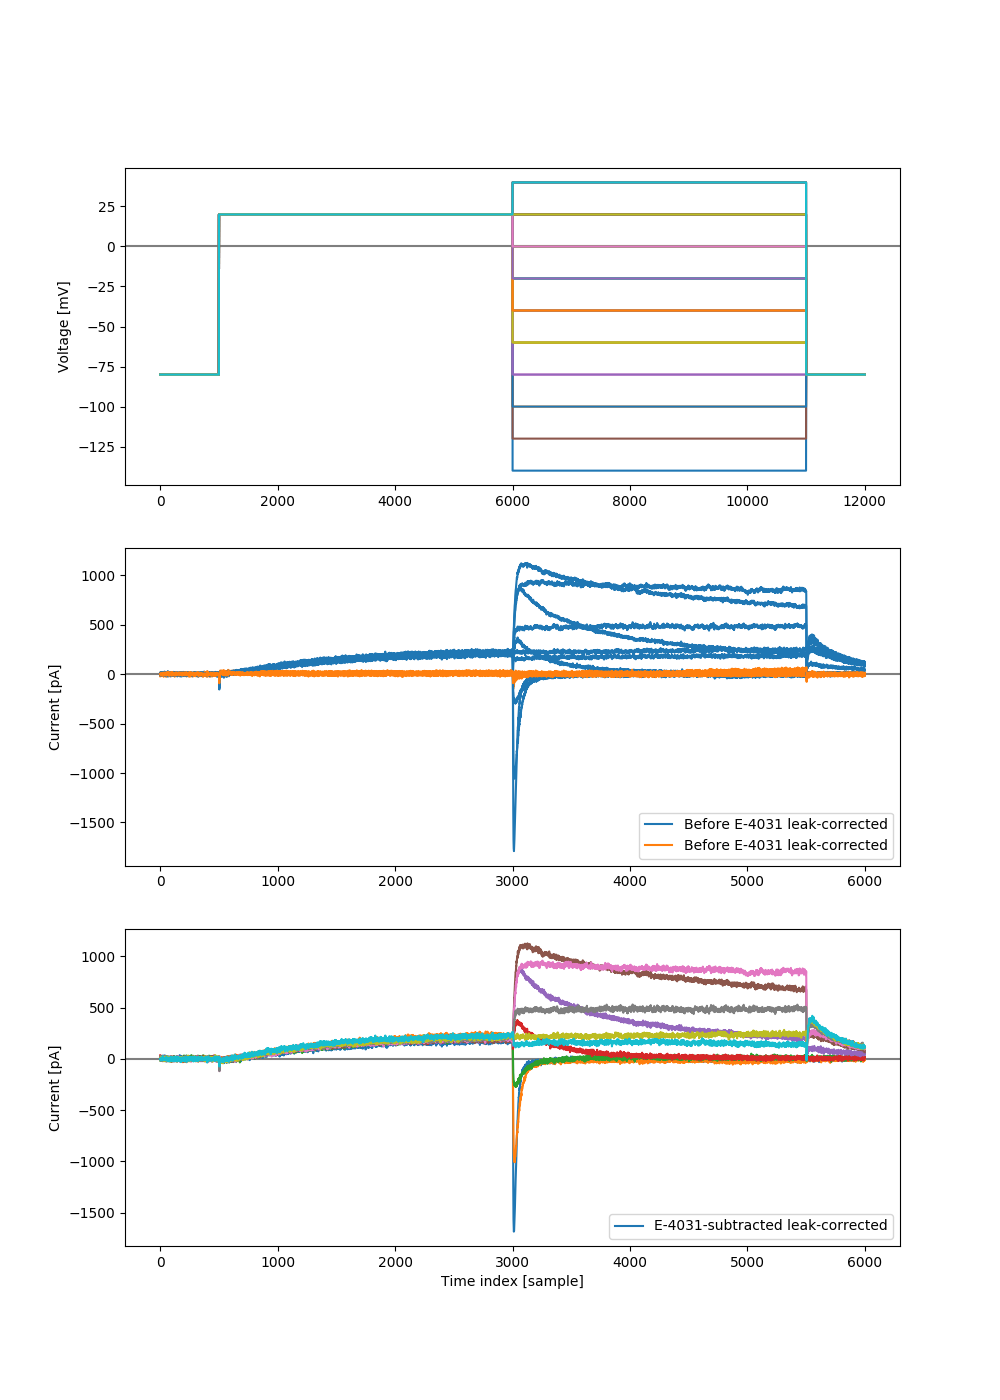 Voltage [mV]
25
0
−25
−50
−75
−100
−125
0 2000 4000 6000 8000 10000 12000
Current [pA]
1000
500
0
−500
−1000
−1500
Before E-4031 leak-corrected
Before E-4031 leak-corrected
0 1000 2000 3000 4000 5000 6000
Current [pA]
1000
500
0
−500
−1000
−1500
E-4031-subtracted leak-corrected
0 1000 2000 3000 4000 5000 6000
Time index [sample]